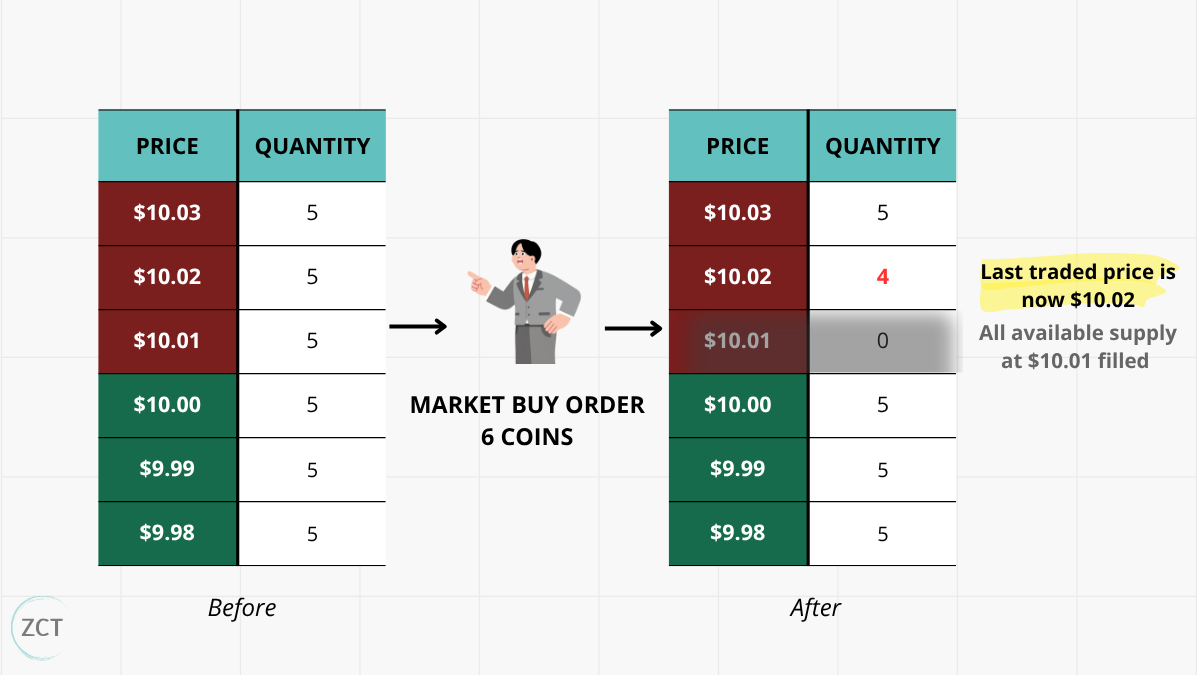 PRICE QUANTITY
$10.03 5
$10.02 5
$10.01 5
$10.00 5
$9.99 5
$9.98 5
Before
MARKET BUY ORDER
6 COINS
PRICE QUANTITY
$10.03 5
$10.02 4
$10.01 0
$10.00 5
$9.99 5
$9.98 5
After
Last traded price is
now $10.02
All available supply
at $10.01 filled
ZCT